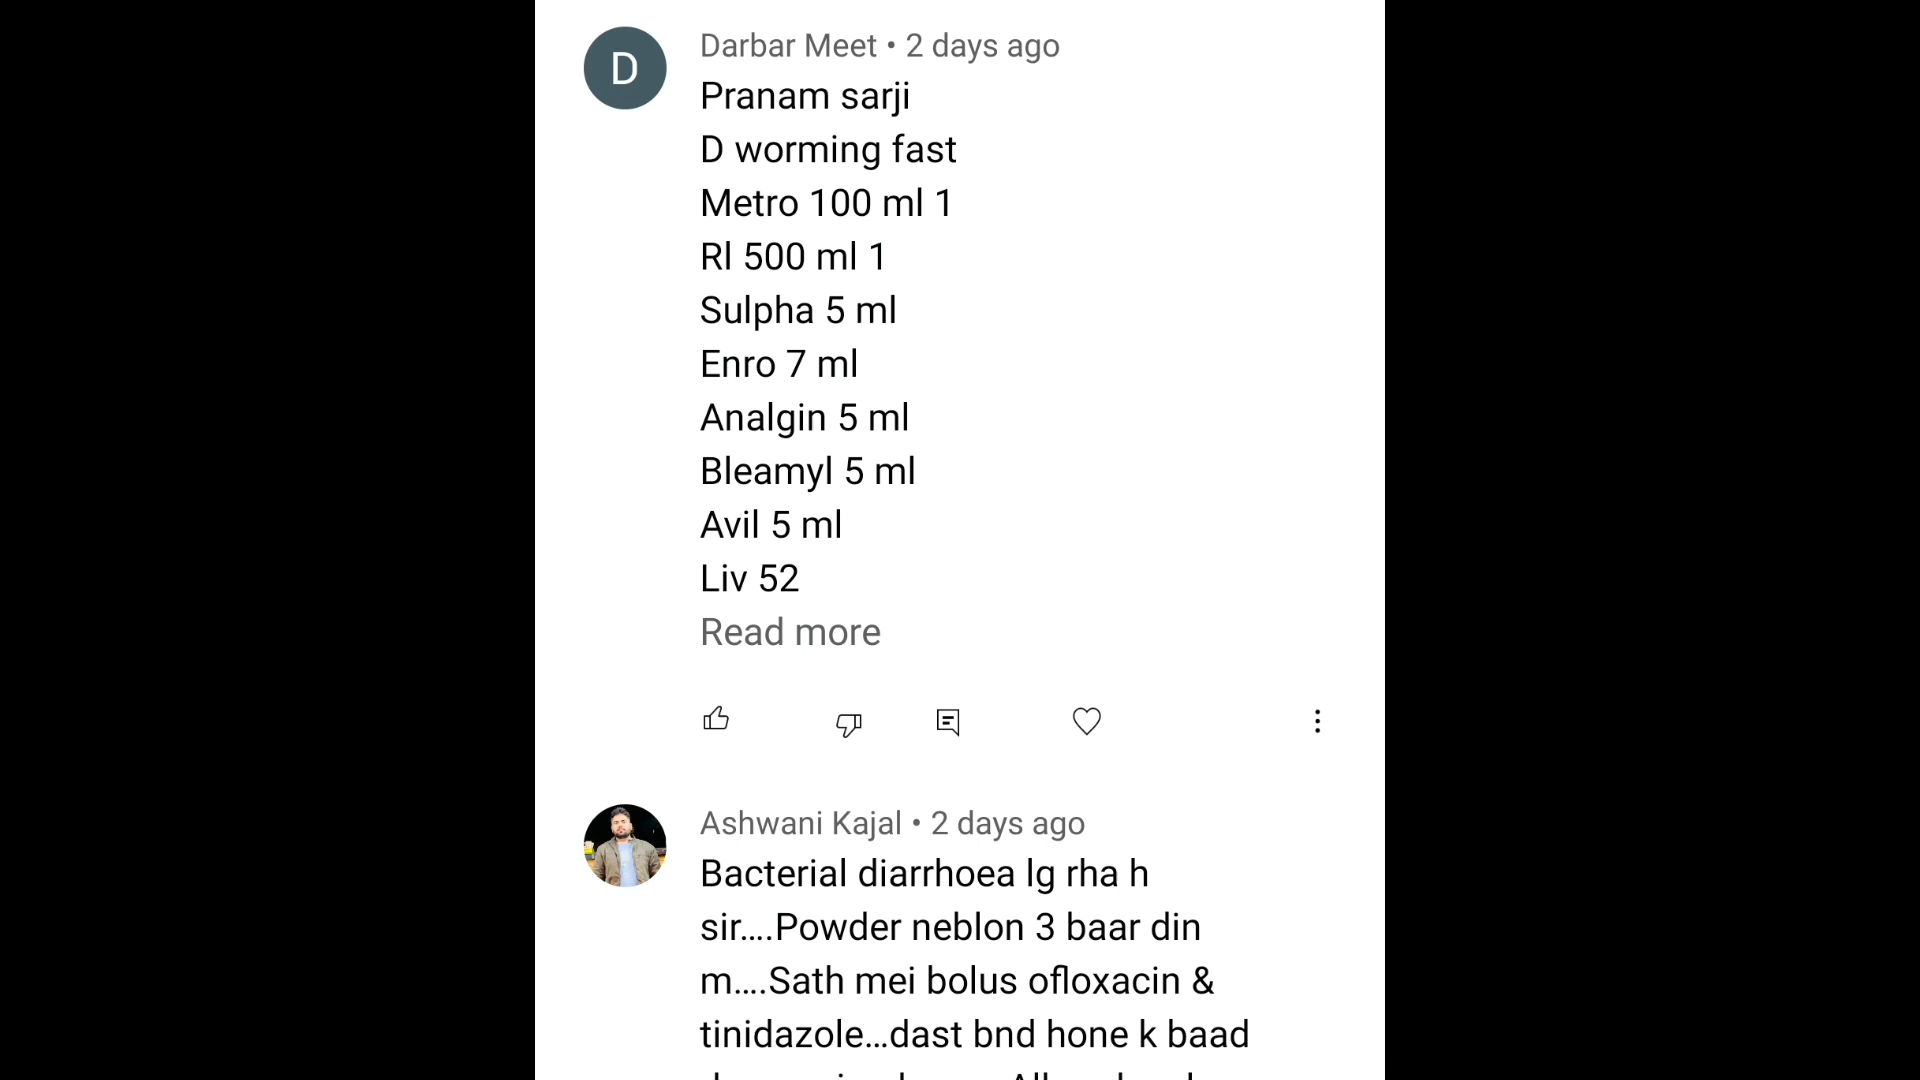 D
Darbar Meet • 2 days ago
Pranam sarji
D worming fast
Metro 100 ml 1
Rl 500 ml 1
Sulpha 5 ml
Enro 7 ml
Analgin 5 ml
Bleamyl 5 ml
Avil 5 ml
Liv 52
Read more
Ashwani Kajal • 2 days ago
Bacterial diarrhoea lg rha h
sir....Powder neblon 3 baar din
m....Sath mei bolus ofloxacin &
tinidazole...dast bnd hone k baad